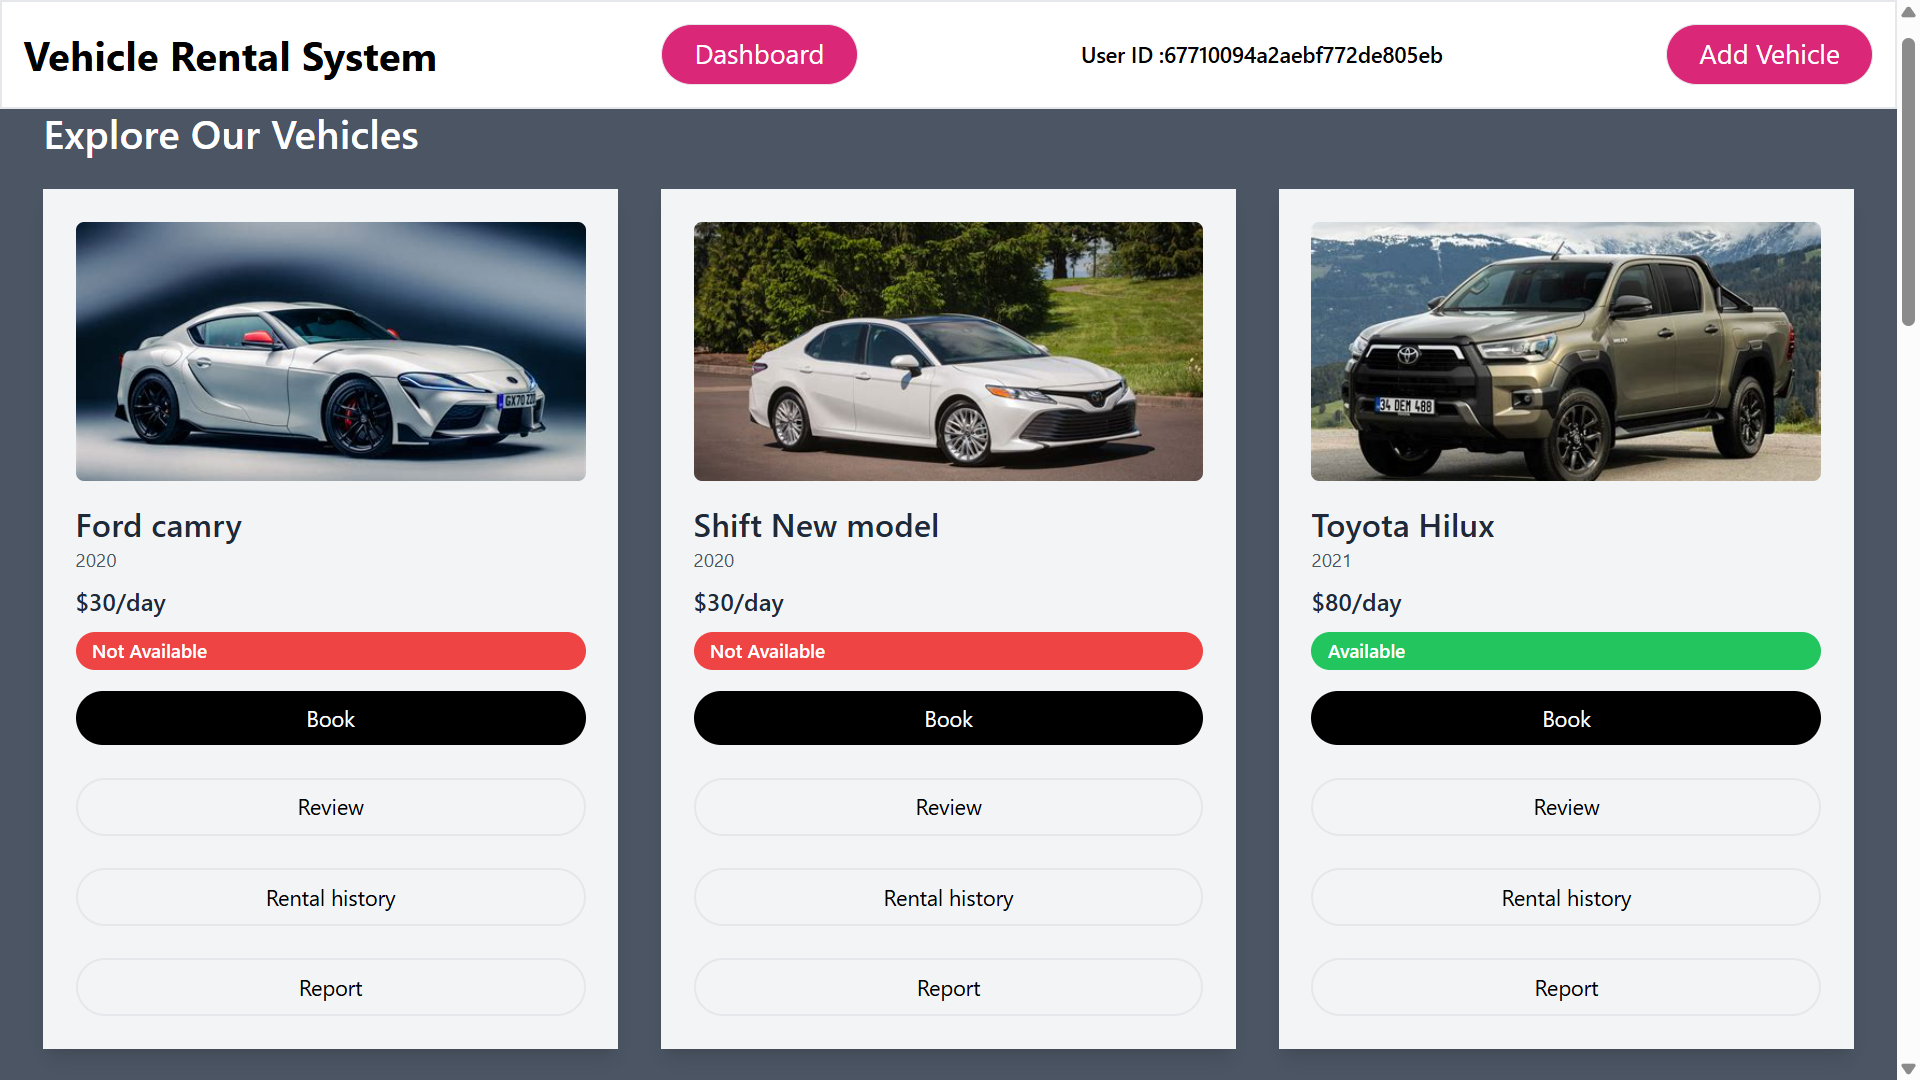 Vehicle Rental System
Dashboard
User ID :67710094a2aebf772de805eb
Add Vehicle
Explore Our Vehicles
GX70 ZZ
Ford camry
2020
$30/day
Not Available
Book
Review
Rental history
Report
Shift New model
2020
$30/day
Not Available
Book
Review
Rental history
Report
34 DEM 488
Toyota Hilux
2021
$80/day
Available
Book
Review
Rental history
Report